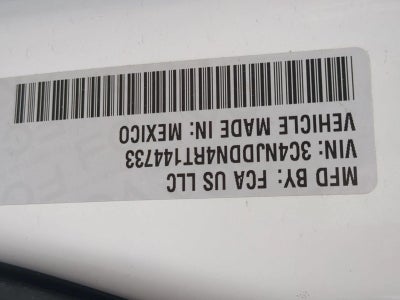 MFD BY: FCA US LLC
VIN: 3C4NJDDN4RT144733
VEHICLE MADE IN: MEXICO